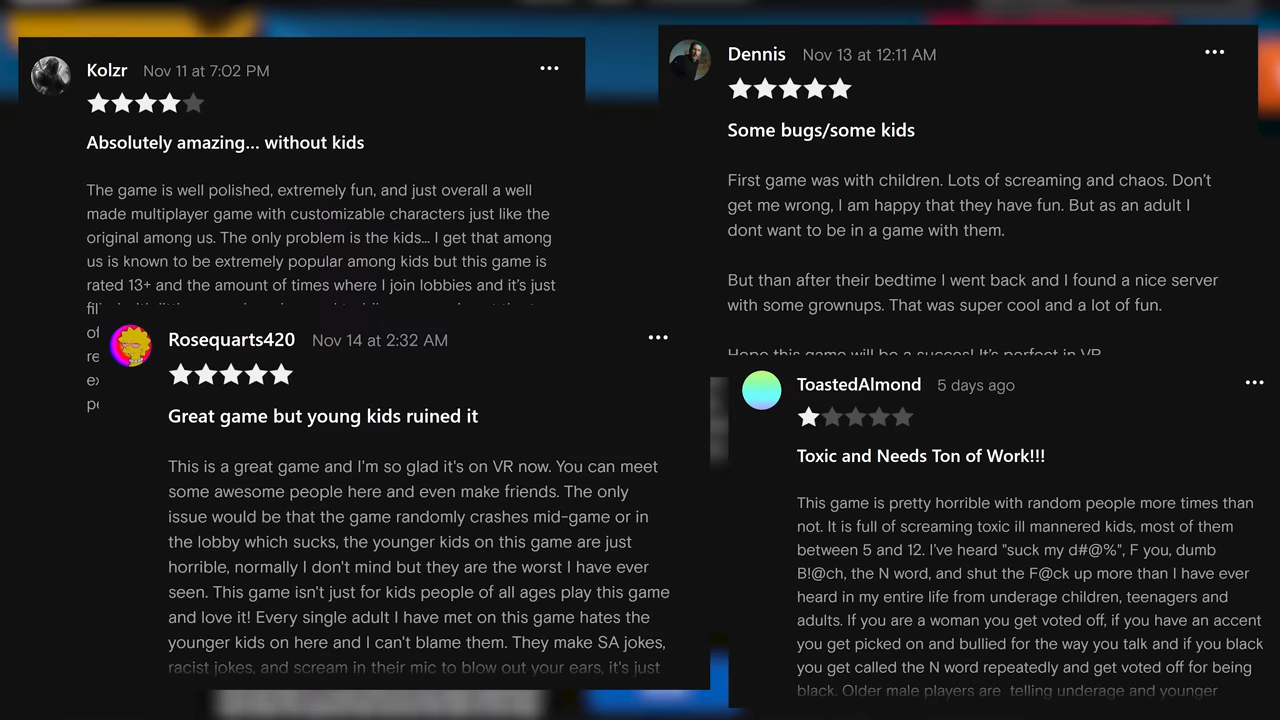 Kolzr Nov 11 at 7:02 PM
Absolutely amazing... without kids
The game is well polished, extremely fun, and just overall a well
made multiplayer game with customizable characters just like the
original among us. The only problem is the kids... I get that among
us is known to be extremely popular among kids but this game is
rated 13+ and the amount of times where I join lobbies and it's just
of
re
ex
Dennis Nov 13 at 12:11 AM
Some bugs/some kids
First game was with children. Lots of screaming and chaos. Don't
get me wrong, I am happy that they have fun. But as an adult I
dont want to be in a game with them.
But than after their bedtime I went back and I found a nice server
with some grownups. That was super cool and a lot of fun.
Hope this game will be a succes! It's perfect in VR
Rosequarts420 Nov 14 at 2:32 AM
Great game but young kids ruined it
This is a great game and I'm so glad it's on VR now. You can meet
some awesome people here and even make friends. The only
issue would be that the game randomly crashes mid-game or in
the lobby which sucks, the younger kids on this game are just
horrible, normally I don't mind but they are the worst I have ever
seen. This game isn't just for kids people of all ages play this game
and love it! Every single adult I have met on this game hates the
younger kids on here and I can't blame them. They make SA jokes,
racist jokes, and scream in their mic to blow out your ears, it's just
ToastedAlmond 5 days ago
Toxic and Needs Ton of Work!!!
This game is pretty horrible with random people more times than
not. It is full of screaming toxic ill mannered kids, most of them
between 5 and 12. I've heard "suck my d#@%", F you, dumb
B!@ch, the N word, and shut the F@ck up more than I have ever
heard in my entire life from underage children, teenagers and
adults. If you are a woman you get voted off, if you have an accent
you get picked on and bullied for the way you talk and if you black
you get called the N word repeatedly and get voted off for being
black. Older male players are telling underage and younger